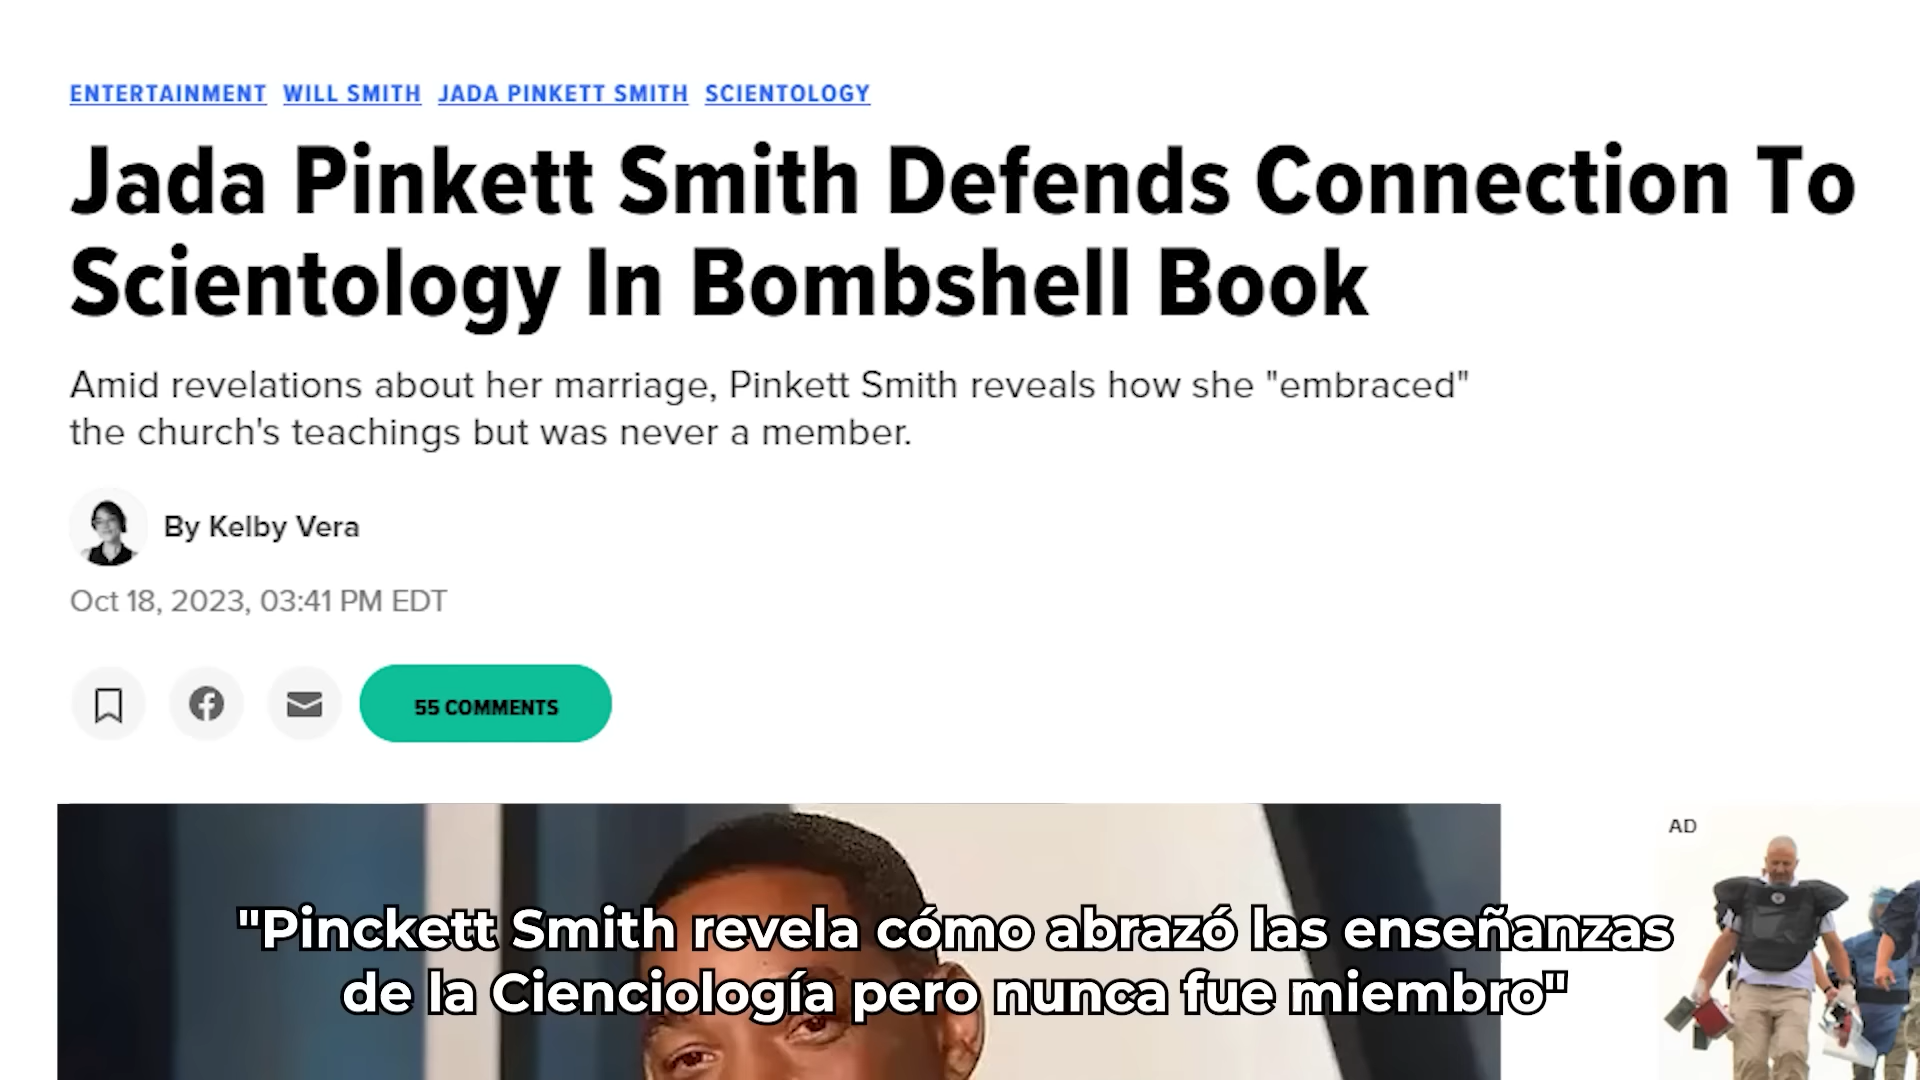 ENTERTAINMENT WILL SMITH JADA PINKETT SMITH SCIENTOLOGY
Jada Pinkett Smith Defends Connection To
Scientology In Bombshell Book
Amid revelations about her marriage, Pinkett Smith reveals how she "embraced"
the church's teachings but was never a member.
By Kelby Vera
Oct 18, 2023, 03:41 PM EDT
55 COMMENTS
AD
"Pinckett Smith revela cómo abrazó las enseñanzas
de la Cienciología pero nunca fue miembro"